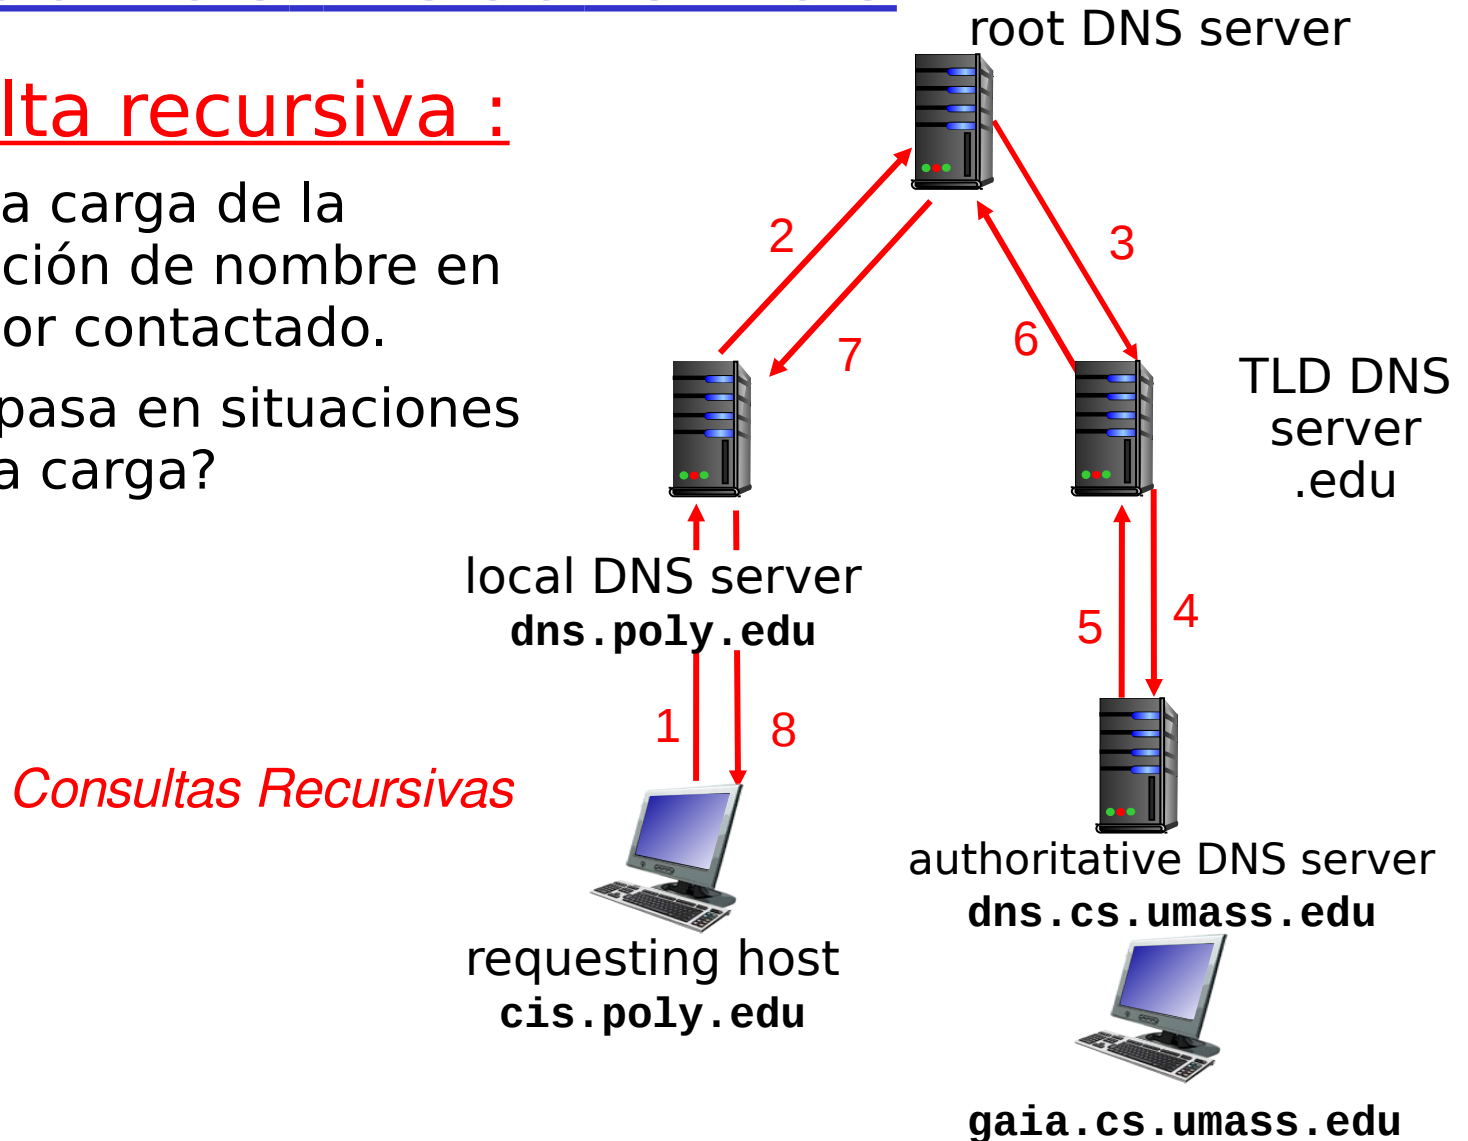 root DNS server
lta recursiva :
a carga de la
ción de nombre en
or contactado.
pasa en situaciones
a carga?
2
3
7
6
TLD DNS
server
.edu
local DNS server
dns.poly.edu
5
4
1
8
Consultas Recursivas
authoritative DNS server
dns.cs.umass.edu
requesting host
cis.poly.edu
gaia.cs.umass.edu